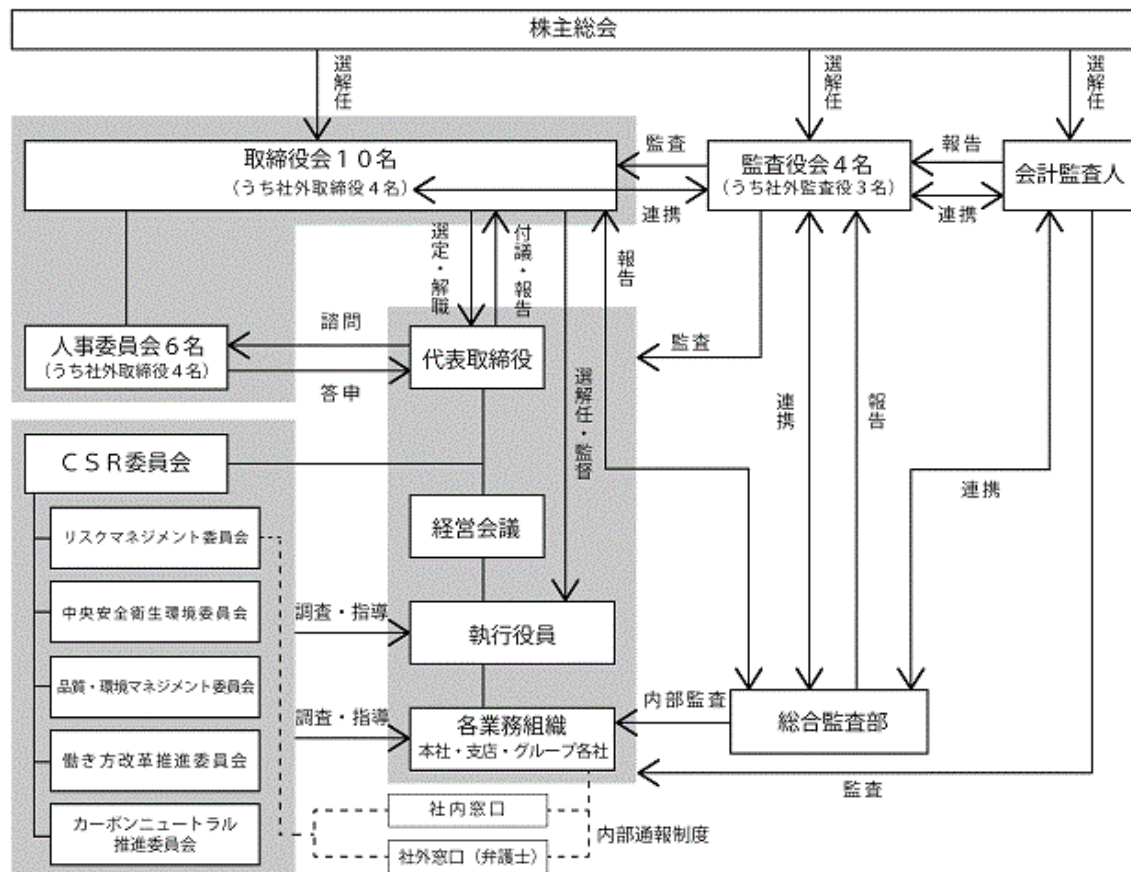 株主総会
選解任
選解任
選解任
取締役会１０名
（うち社外取締役４名）
監査
連携
監査役会４名
（うち社外監査役３名）
報告
連携
会計監査人
選定・解職
付議・報告
報告
人事委員会６名
（うち社外取締役４名）
諮問
答申
代表取締役
選解任・監督
監査
連携
報告
連携
ＣＳＲ委員会
リスクマネジメント委員会
中央安全衛生環境委員会
品質・環境マネジメント委員会
働き方改革推進委員会
カーボンニュートラル
推進委員会
経営会議
調査・指導
執行役員
調査・指導
各業務組織
本社・支店・グループ各社
内部監査
総合監査部
監査
社内窓口
社外窓口（弁護士）
内部通報制度